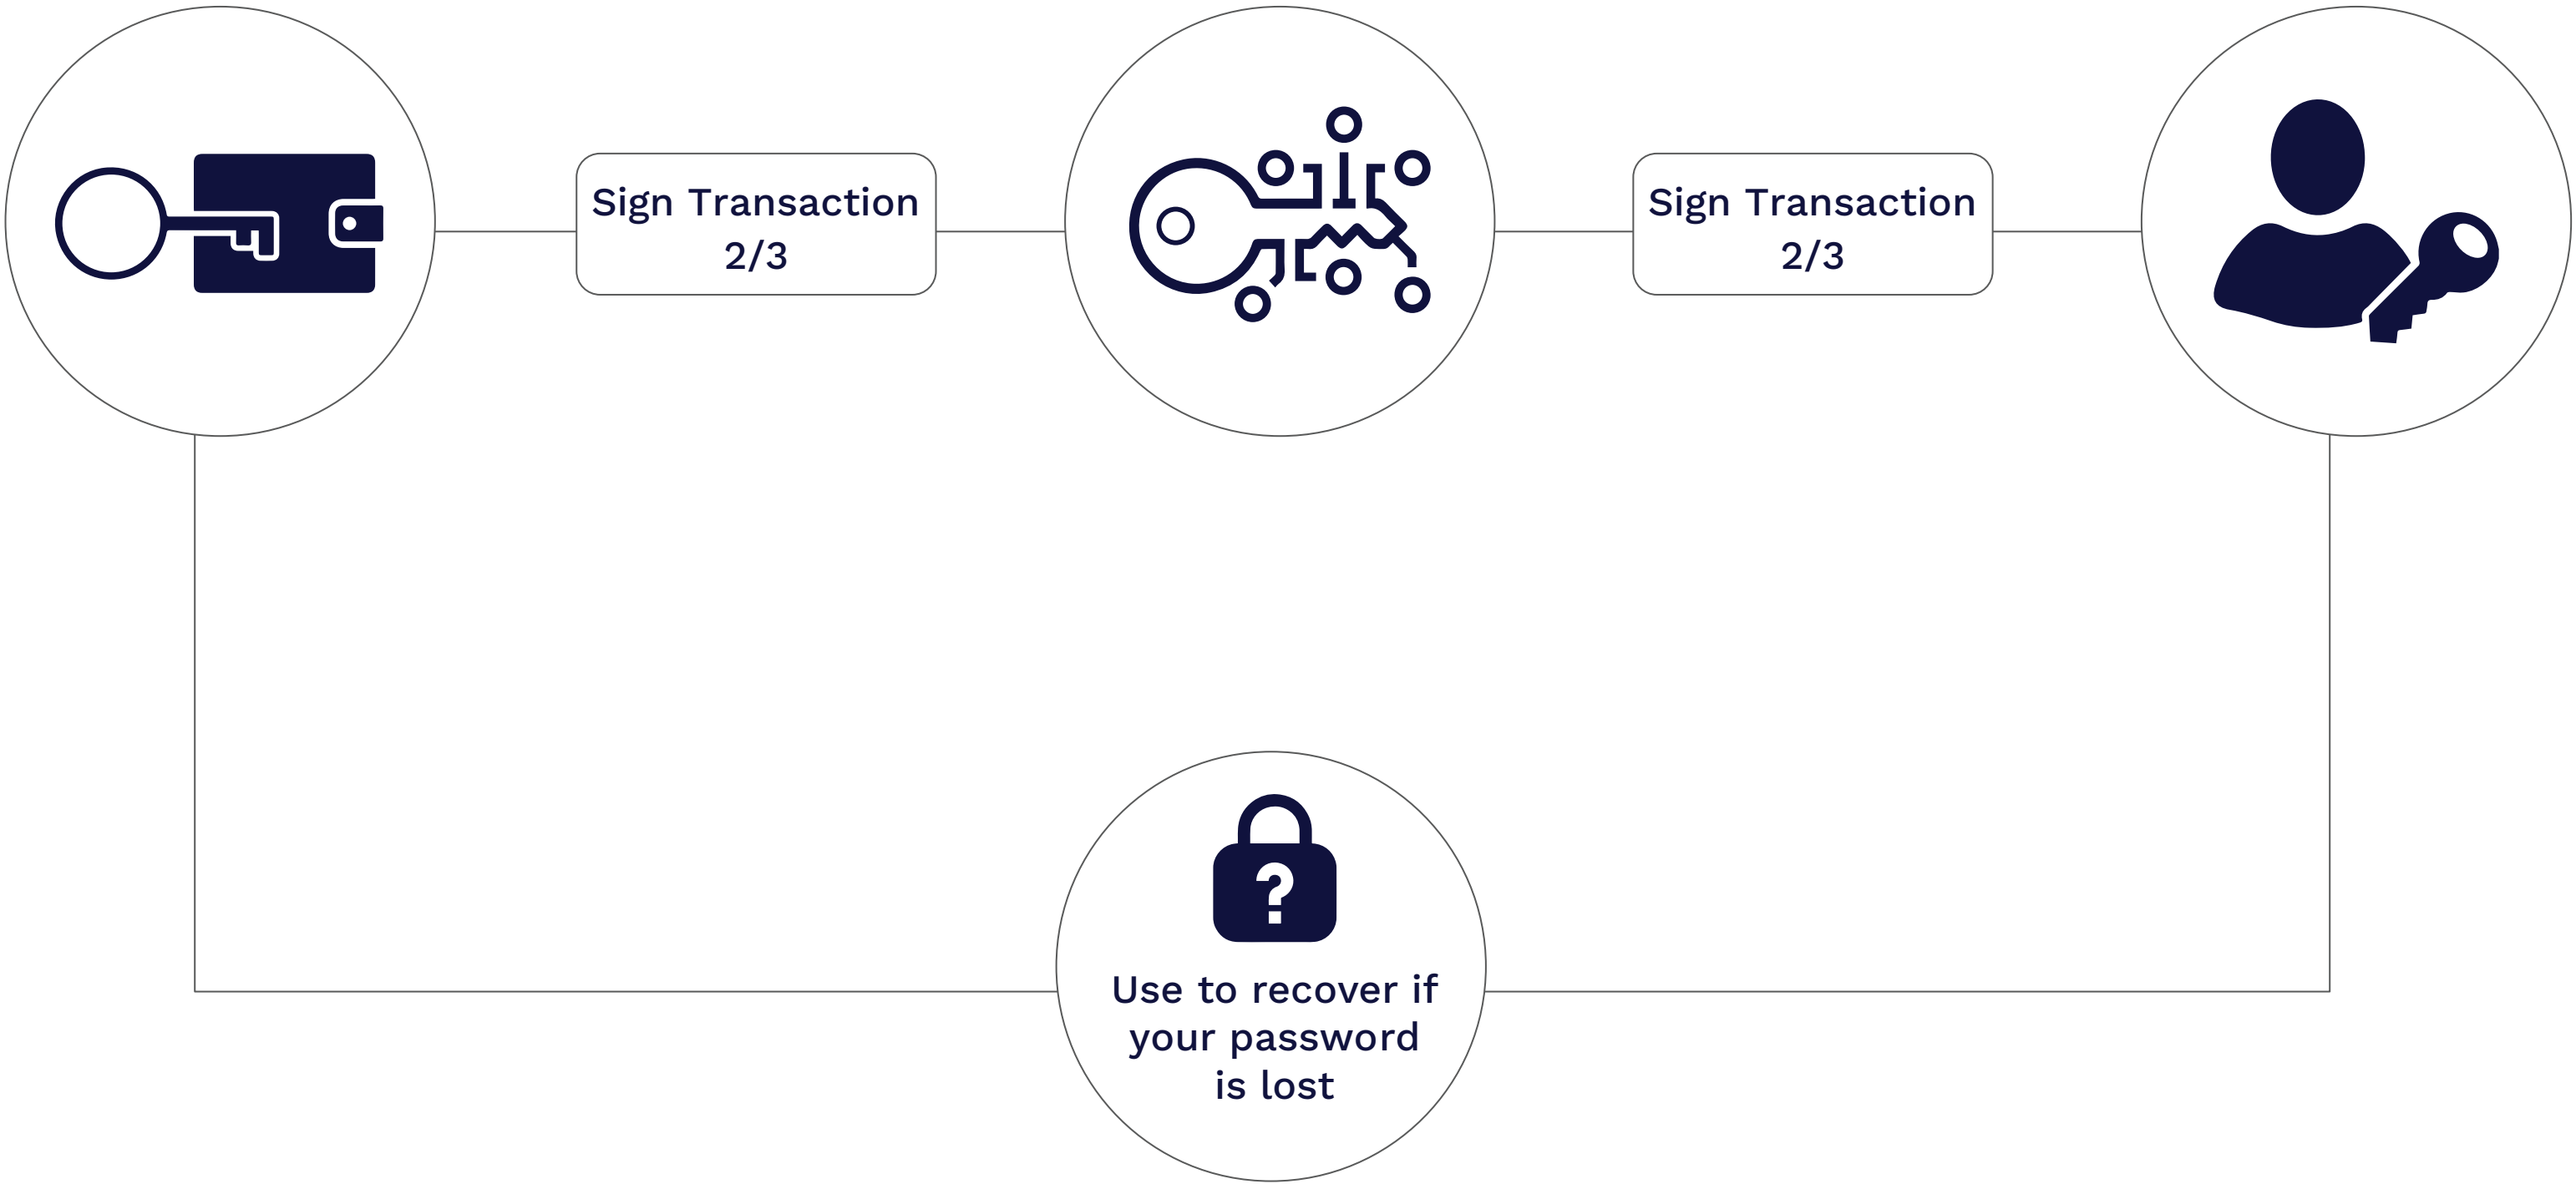 Sign Transaction
2/3
Sign Transaction
2/3
?
Use to recover if
your password
is lost